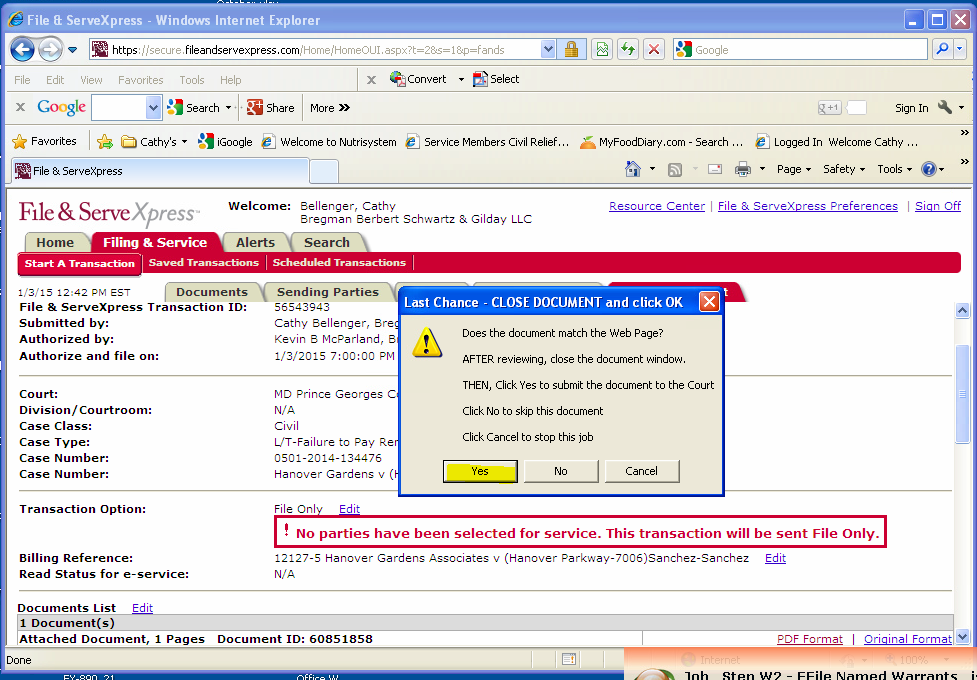 File & ServeXpress - Windows Internet Explorer
https://secure.fileandservexpress.com/Home/HomeOUI.aspx?t=2&s=1&p=fands
Google
File Edit View Favorites Tools Help
x Convert Select
x Google Search Share More »
g+1 Sign In
Favorites Cathy's iGoogle Welcome to Nutrisystem Service Members Civil Relief... MyFoodDiary.com - Search ... Logged In Welcome Cathy ...
File & ServeXpress
Page Safety Tools
File & ServeXpress
Welcome: Bellenger, Cathy
Bregman Berbert Schwartz & Gilday LLC
Resource Center | File & ServeXpress Preferences | Sign Off
Home Filing & Service Alerts Search
Start A Transaction Saved Transactions Scheduled Transactions
1/3/15 12:42 PM EST Documents Sending Parties
File & ServeXpress Transaction ID: 56543943
Submitted by: Cathy Bellenger, Breg
Authorized by: Kevin B McParland, B
Authorize and file on: 1/3/2015 7:00:00 PM
Last Chance - CLOSE DOCUMENT and click OK
Does the document match the Web Page?
AFTER reviewing, close the document window.
THEN, Click Yes to submit the document to the Court
Click No to skip this document
Click Cancel to stop this job
Yes No Cancel
Court: MD Prince Georges Co
Division/Courtroom: N/A
Case Class: Civil
Case Type: L/T-Failure to Pay Ren
Case Number: 0501-2014-134476
Case Number: Hanover Gardens v (H
Transaction Option: File Only Edit
! No parties have been selected for service. This transaction will be sent File Only.
Billing Reference: 12127-5 Hanover Gardens Associates v (Hanover Parkway-7006)Sanchez-Sanchez Edit
Read Status for e-service: N/A
Documents List Edit
1 Document(s)
Attached Document, 1 Pages Document ID: 60851858 PDF Format | Original Format
Done Internet 100%
Office W
Job Step W2 - EFile Named Warrants